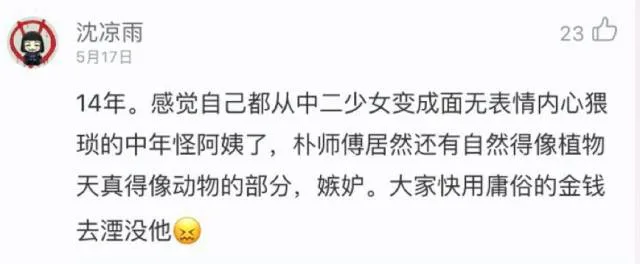 沈凉雨
23
5月17日
14年。感觉自己都从中二少女变成面无表情内心猥
琐的中年怪阿姨了，朴师傅居然还有自然得像植物
天真得像动物的部分，嫉妒。大家快用庸俗的金钱
去湮没他😖